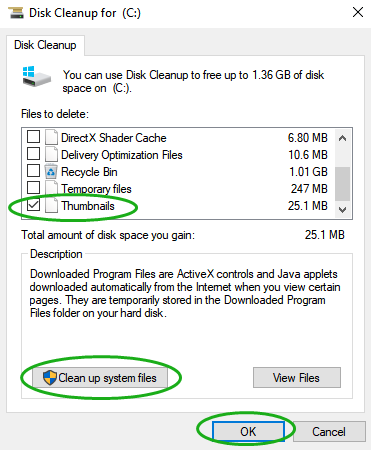 Disk Cleanup for  (C:)
Disk Cleanup
You can use Disk Cleanup to free up to 1.36 GB of disk
space on  (C:).
Files to delete:
DirectX Shader Cache 6.80 MB
Delivery Optimization Files 10.6 MB
Recycle Bin 1.01 GB
Temporary files 247 MB
Thumbnails 25.1 MB
Total amount of disk space you gain: 25.1 MB
Description
Downloaded Program Files are ActiveX controls and Java applets
downloaded automatically from the Internet when you view certain
pages. They are temporarily stored in the Downloaded Program
Files folder on your hard disk.
Clean up system files View Files
OK Cancel